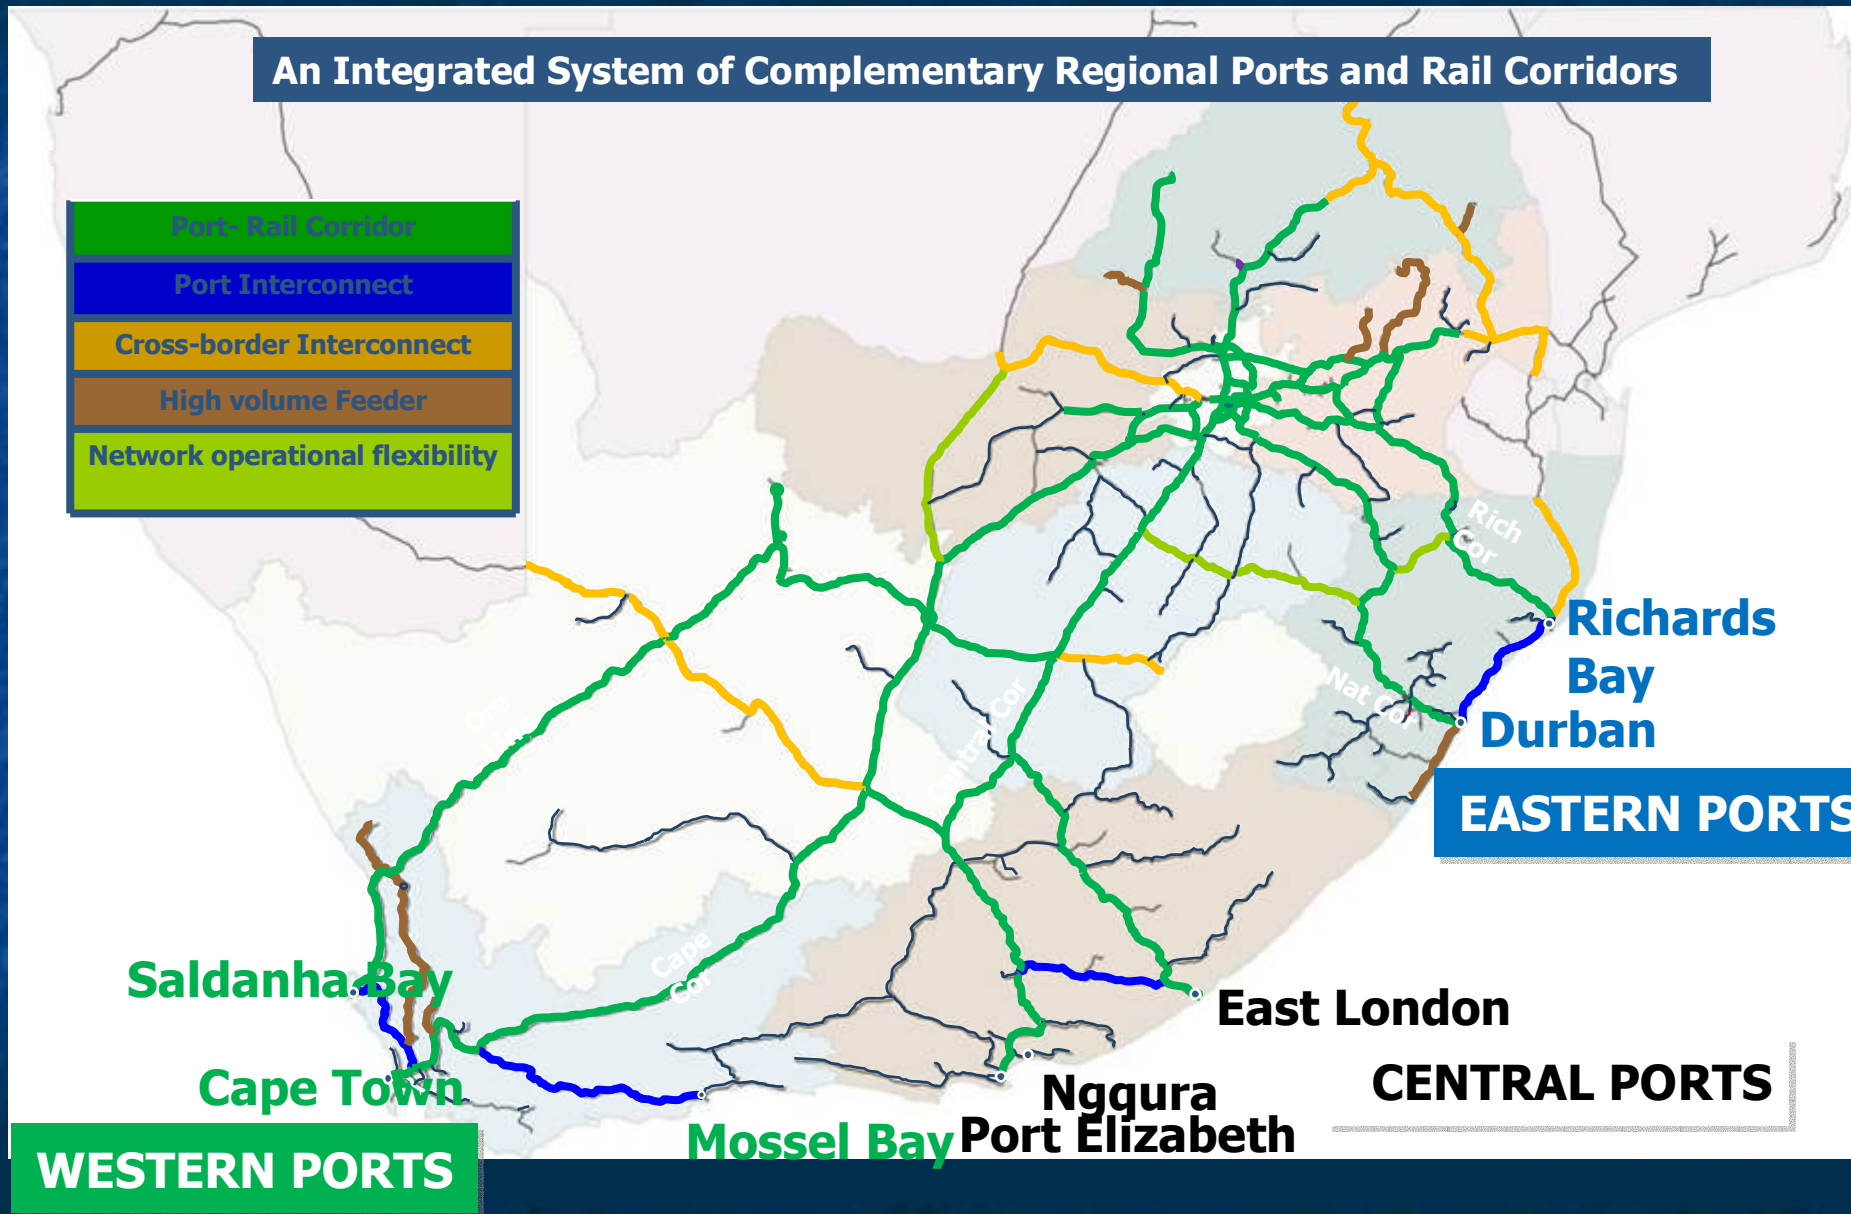 An Integrated System of Complementary Regional Ports and Rail Corridors
Port- Rail Corridor
Port Interconnect
Cross-border Interconnect
High volume Feeder
Network operational flexibility
Rich
Cor
Richards
Bay
Nat Cor
Durban
Ore
Central Cor
EASTERN PORTS
Cape
Cor
Saldanha Bay
East London
Cape Town
Ngqura
CENTRAL PORTS
Mossel Bay
Port Elizabeth
WESTERN PORTS